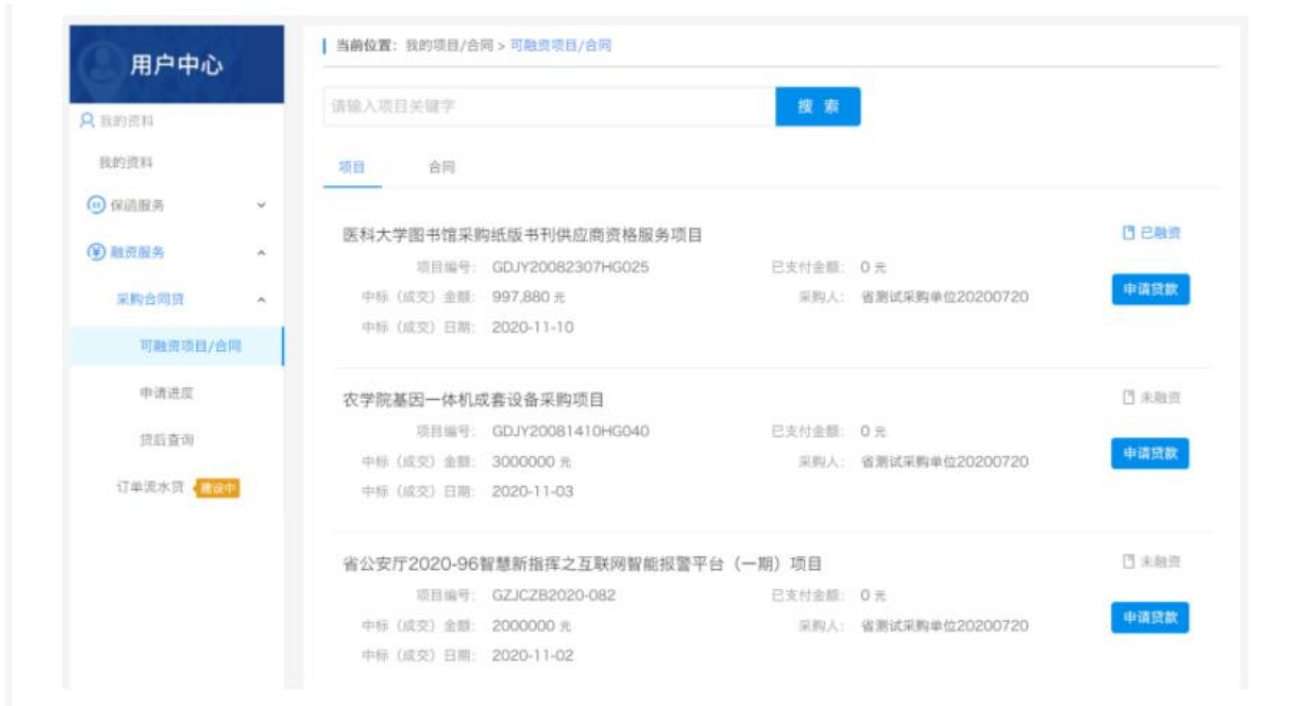 用户中心
我的资料
我的资料
保函服务
融资服务
采购合同贷
可融资项目/合同
申请进度
贷后查询
订单流水贷 建设中
当前位置：我的项目/合同 > 可融资项目/合同
请输入项目关键字
搜 索
项目 合同
医科大学图书馆采购纸版书刊供应商资格服务项目
已融资
项目编号： GDJY20082307HG025 已支付金额： 0 元
中标（成交）金额： 997,880 元 采购人： 省测试采购单位20200720
申请贷款
中标（成交）日期： 2020-11-10
农学院基因一体机成套设备采购项目
未融资
项目编号： GDJY20081410HG040 已支付金额： 0 元
中标（成交）金额： 3000000 元 采购人： 省测试采购单位20200720
申请贷款
中标（成交）日期： 2020-11-03
省公安厅2020-96智慧新指挥之互联网智能报警平台（一期）项目
未融资
项目编号： GZJCZB2020-082 已支付金额： 0 元
中标（成交）金额： 2000000 元 采购人： 省测试采购单位20200720
申请贷款
中标（成交）日期： 2020-11-02